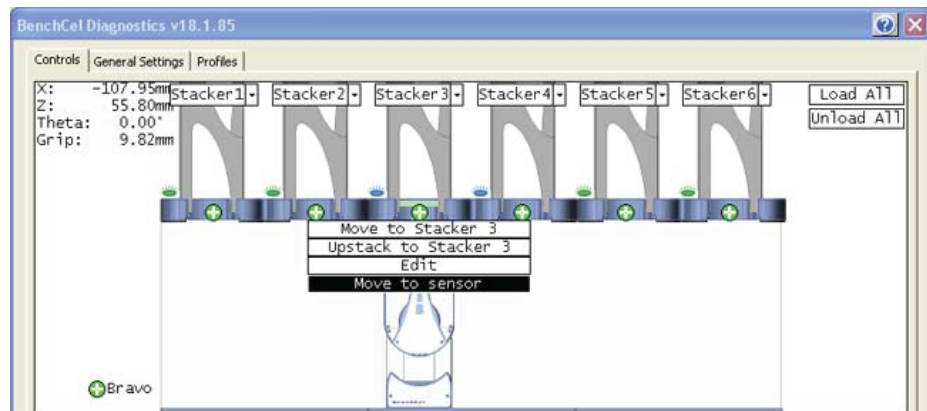 BenchCel Diagnostics v18.1.85
Controls General Settings Profiles
X: -107.95mm
Z: 55.80mm
Theta: 0.00°
Grip: 9.82mm
Stacker1 Stacker2 Stacker3 Stacker4 Stacker5 Stacker6
Load All
Unload All
Move to Stacker 3
Upstack to Stacker 3
Edit
Move to sensor
Bravo